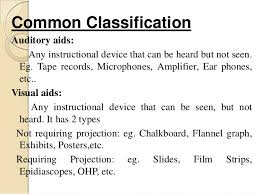 Common Classification
Auditory aids:
Any instructional device that can be heard but not seen.
Eg. Tape records, Microphones, Amplifier, Ear phones,
etc..
Visual aids:
Any instructional device that can be seen, but not
heard. It has 2 types
Not requiring projection: eg. Chalkboard, Flannel graph,
Exhibits, Posters,etc.
Requiring Projection: eg. Slides, Film Strips,
Epidiascopes, OHP, etc.